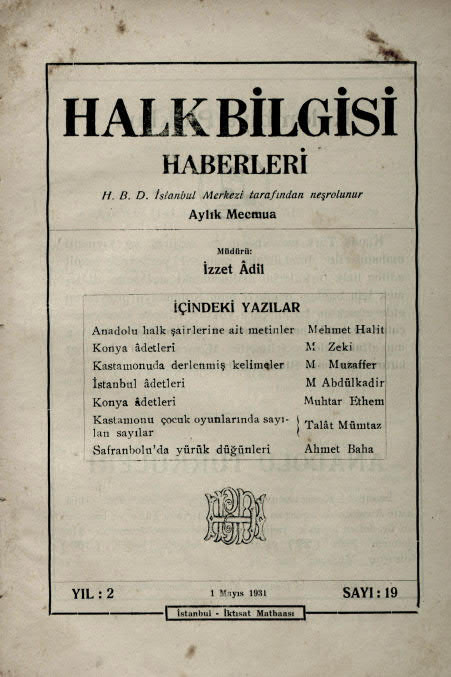 HALK BİLGİSİ
HABERLERİ
H. B. D. İstanbul Merkezi tarafından neşrolunur
Aylık Mecmua
Müdürü:
İzzet Âdil
İÇİNDEKİ YAZILAR
Anadolu halk şairlerine ait metinler Mehmet Halit
Konya âdetleri M Zeki
Kastamonuda derlenmiş kelimeler M Muzaffer
İstanbul âdetleri M Abdülkadir
Konya âdetleri Muhtar Ethem
Kastamonu çocuk oyunlarında sayı-
lan sayılar } Talât Mümtaz
Safranbolu'da yürük düğünleri Ahmet Baha
HBD
YIL : 2 1 Mayıs 1931 SAYI : 19
İstanbul - İktısat Matbaası